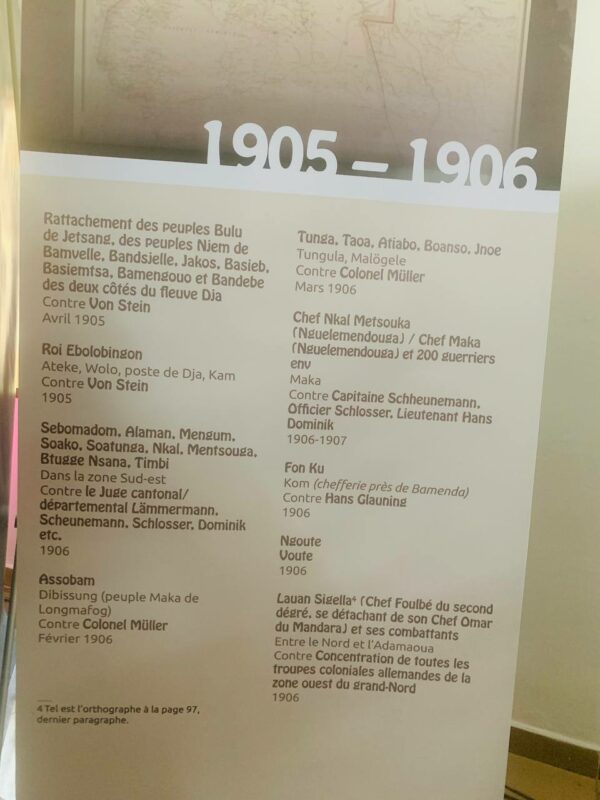 1905 – 1906
Rattachement des peuples Bulu
de Jetsang, des peuples Njem de
Bamvelle, Bandsjelle, Jakos, Basieb,
Basiemtsa, Bamengouo et Bandebe
des deux côtés du fleuve Dja
Contre Von Stein
Avril 1905
Roi Ebolobingon
Ateke, Wolo, poste de Dja, Kam
Contre Von Stein
1905
Sebomadom, Alaman, Mengum,
Soako, Soatunga, Nkal, Mentsouga,
Btugge Nsana, Timbi
Dans la zone Sud-est
Contre le Juge cantonal/
départemental Lämmermann,
Scheunemann, Schlosser, Dominik
etc.
1906
Assobam
Dibissung (peuple Maka de
Longmafog)
Contre Colonel Müller
Février 1906
4 Tel est l'orthographe à la page 97,
dernier paragraphe.
Tunga, Taoa, Atiabo, Boanso, Jnoe
Tungula, Malögele
Contre Colonel Müller
Mars 1906
Chef Nkal Metsouka
(Nguelemendouga) / Chef Maka
(Nguelemendouga) et 200 guerriers
env
Maka
Contre Capitaine Schheunemann,
Officier Schlosser, Lieutenant Hans
Dominik
1906-1907
Fon Ku
Kom (chefferie près de Bamenda)
Contre Hans Glauning
1906
Ngoute
Voute
1906
Lauan Sigella⁴ (Chef Foulbé du second
dégré, se détachant de son Chef Omar
du Mandara) et ses combattants
Entre le Nord et l'Adamaoua
Contre Concentration de toutes les
troupes coloniales allemandes de la
zone ouest du grand-Nord
1906